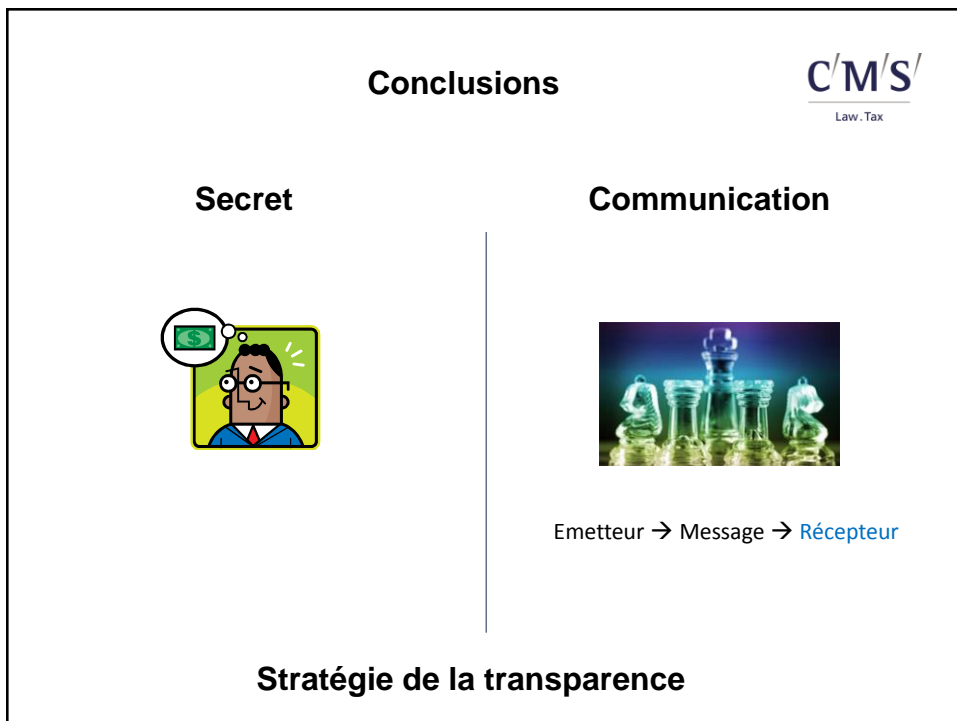 Conclusions
C'M'S'
Law.Tax
Secret
Communication
$
Emetteur → Message → Récepteur
Stratégie de la transparence